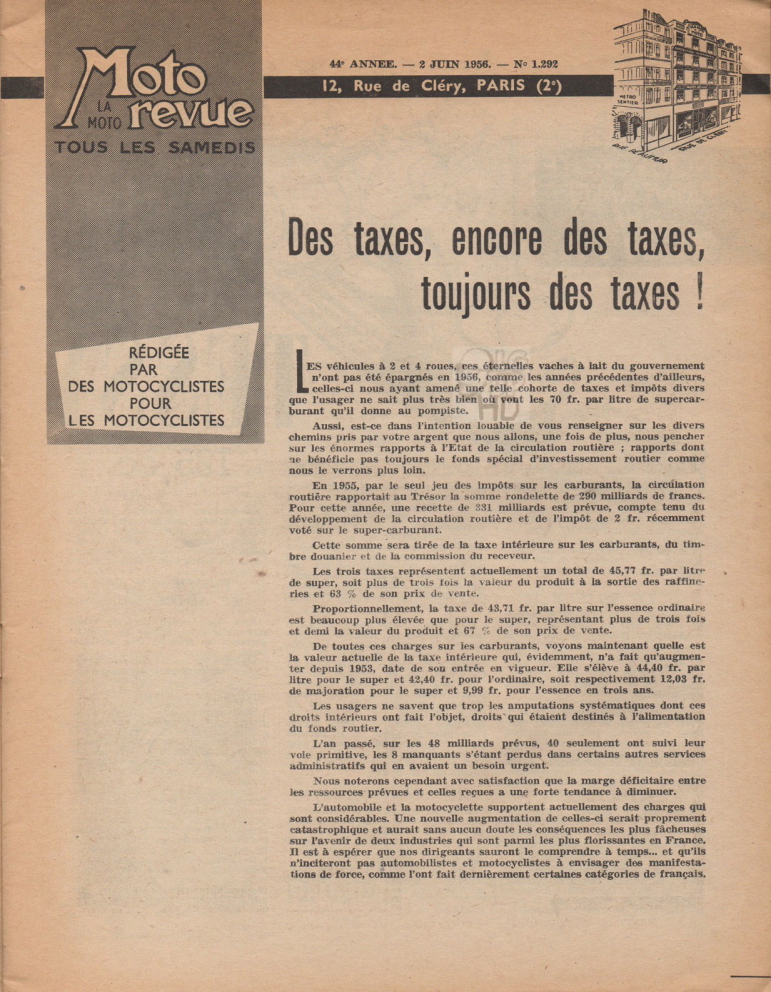 44e ANNEE. — 2 JUIN 1956. — No 1.292
12, Rue de Cléry, PARIS (2e)
Moto
LA
MOTO
revue
TOUS LES SAMEDIS
METRO
SENTIER
RUE DE CLERY
Des taxes, encore des taxes,
toujours des taxes !
RÉDIGÉE
PAR
DES MOTOCYCLISTES
POUR
LES MOTOCYCLISTES
LES véhicules à 2 et 4 roues, ces éternelles vaches à lait du gouvernement
n'ont pas été épargnés en 1956, comme les années précédentes d'ailleurs,
celles-ci nous ayant amené une telle cohorte de taxes et impôts divers
que l'usager ne sait plus très bien où vont les 70 fr. par litre de supercar-
burant qu'il donne au pompiste.
Aussi, est-ce dans l'intention louable de vous renseigner sur les divers
chemins pris par votre argent que nous allons, une fois de plus, nous pencher
sur les énormes rapports à l'Etat de la circulation routière ; rapports dont
ne bénéficie pas toujours le fonds spécial d'investissement routier comme
nous le verrons plus loin.
En 1955, par le seul jeu des impôts sur les carburants, la circulation
routière rapportait au Trésor la somme rondelette de 290 milliards de francs.
Pour cette année, une recette de 331 milliards est prévue, compte tenu du
développement de la circulation routière et de l'impôt de 2 fr. récemment
voté sur le super-carburant.
Cette somme sera tirée de la taxe intérieure sur les carburants, du tim-
bre douanier et de la commission du receveur.
Les trois taxes représentent actuellement un total de 45,77 fr. par litre
de super, soit plus de trois fois la valeur du produit à la sortie des raffine-
ries et 63 % de son prix de vente.
Proportionnellement, la taxe de 43,71 fr. par litre sur l'essence ordinaire
est beaucoup plus élevée que pour le super, représentant plus de trois fois
et demi la valeur du produit et 67 % de son prix de vente.
De toutes ces charges sur les carburants, voyons maintenant quelle est
la valeur actuelle de la taxe intérieure qui, évidemment, n'a fait qu'augmen-
ter depuis 1953, date de son entrée en vigueur. Elle s'élève à 44,40 fr. par
litre pour le super et 42,40 fr. pour l'ordinaire, soit respectivement 12,03 fr.
de majoration pour le super et 9,99 fr. pour l'essence en trois ans.
Les usagers ne savent que trop les amputations systématiques dont ces
droits intérieurs ont fait l'objet, droits qui étaient destinés à l'alimentation
du fonds routier.
L'an passé, sur les 48 milliards prévus, 40 seulement ont suivi leur
voie primitive, les 8 manquants s'étant perdus dans certains autres services
administratifs qui en avaient un besoin urgent.
Nous noterons cependant avec satisfaction que la marge déficitaire entre
les ressources prévues et celles reçues a une forte tendance à diminuer.
L'automobile et la motocyclette supportent actuellement des charges qui
sont considérables. Une nouvelle augmentation de celles-ci serait proprement
catastrophique et aurait sans aucun doute les conséquences les plus fâcheuses
sur l'avenir de deux industries qui sont parmi les plus florissantes en France.
Il est à espérer que nos dirigeants sauront le comprendre à temps... et qu'ils
n'inciteront pas automobilistes et motocyclistes à envisager des manifesta-
tions de force, comme l'ont fait dernièrement certaines catégories de français.